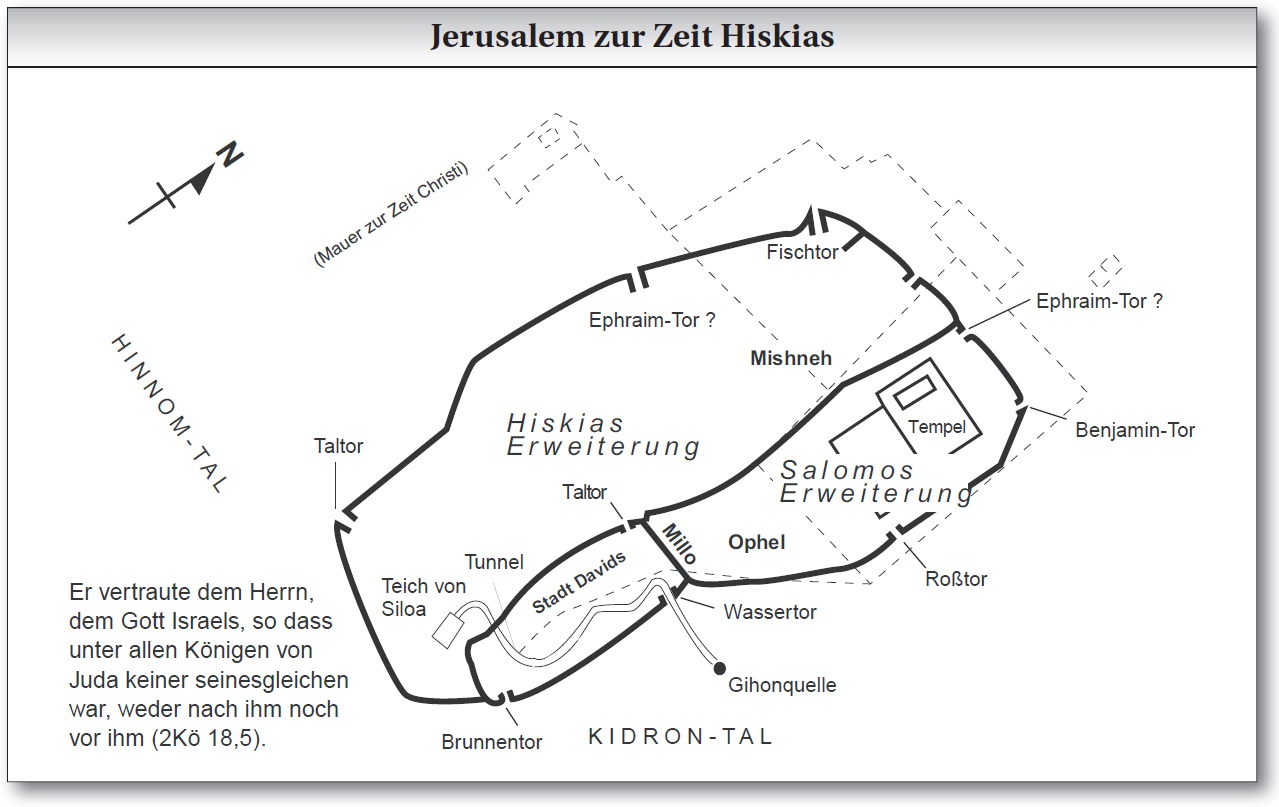 Jerusalem zur Zeit Hiskias
N
(Mauer zur Zeit Christi)
Fischtor
Ephraim-Tor ?
Ephraim-Tor ?
Mishneh
HINNOM-TAL
Hiskias
Erweiterung
Tempel
Benjamin-Tor
Taltor
Salomos
Erweiterung
Taltor
Millo
Ophel
Tunnel
Stadt Davids
Roßtor
Teich von
Siloa
Wassertor
Er vertraute dem Herrn,
dem Gott Israels, so dass
unter allen Königen von
Juda keiner seinesgleichen
war, weder nach ihm noch
vor ihm (2Kö 18,5).
Gihonquelle
Brunnentor
KIDRON-TAL